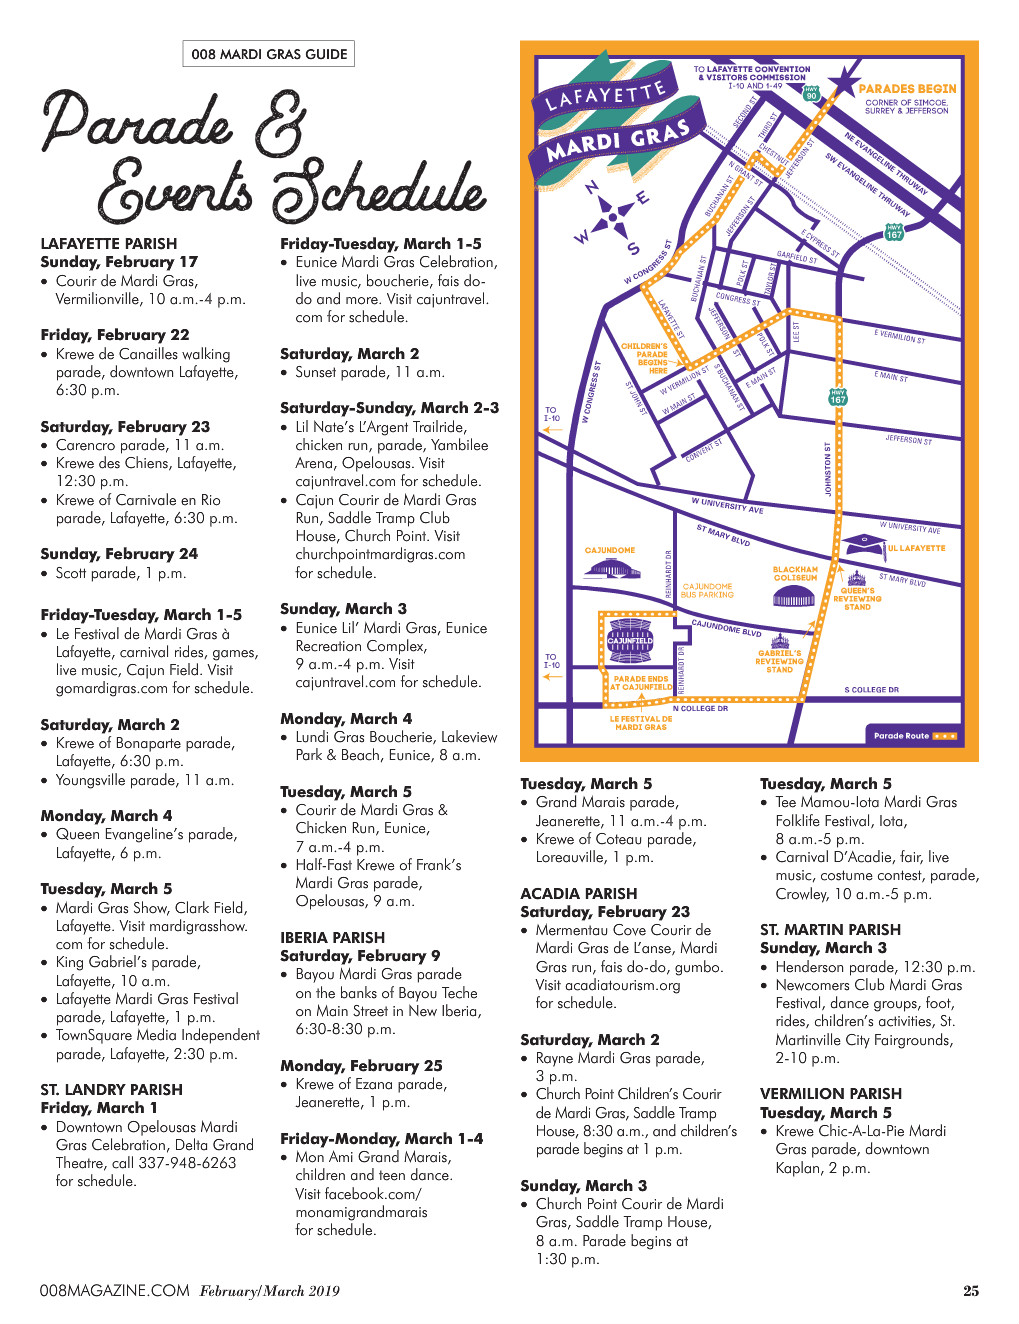 008 MARDI GRAS GUIDE
Parade &
Events Schedule
LAFAYETTE PARISH
Sunday, February 17
• Courir de Mardi Gras,
Vermilionville, 10 a.m.-4 p.m.
Friday, February 22
• Krewe de Canailles walking
parade, downtown Lafayette,
6:30 p.m.
Saturday, February 23
• Carencro parade, 11 a.m.
• Krewe des Chiens, Lafayette,
12:30 p.m.
• Krewe of Carnivale en Rio
parade, Lafayette, 6:30 p.m.
Sunday, February 24
• Scott parade, 1 p.m.
Friday-Tuesday, March 1-5
• Le Festival de Mardi Gras à
Lafayette, carnival rides, games,
live music, Cajun Field. Visit
gomardigras.com for schedule.
Saturday, March 2
• Krewe of Bonaparte parade,
Lafayette, 6:30 p.m.
• Youngsville parade, 11 a.m.
Monday, March 4
• Queen Evangeline's parade,
Lafayette, 6 p.m.
Tuesday, March 5
• Mardi Gras Show, Clark Field,
Lafayette. Visit mardigrasshow.
com for schedule.
• King Gabriel's parade,
Lafayette, 10 a.m.
• Lafayette Mardi Gras Festival
parade, Lafayette, 1 p.m.
• TownSquare Media Independent
parade, Lafayette, 2:30 p.m.
ST. LANDRY PARISH
Friday, March 1
• Downtown Opelousas Mardi
Gras Celebration, Delta Grand
Theatre, call 337-948-6263
for schedule.
Friday-Tuesday, March 1-5
• Eunice Mardi Gras Celebration,
live music, boucherie, fais do-
do and more. Visit cajuntravel.
com for schedule.
Saturday, March 2
• Sunset parade, 11 a.m.
Saturday-Sunday, March 2-3
• Lil Nate's L'Argent Trailride,
chicken run, parade, Yambilee
Arena, Opelousas. Visit
cajuntravel.com for schedule.
• Cajun Courir de Mardi Gras
Run, Saddle Tramp Club
House, Church Point. Visit
churchpointmardigras.com
for schedule.
Sunday, March 3
• Eunice Lil' Mardi Gras, Eunice
Recreation Complex,
9 a.m.-4 p.m. Visit
cajuntravel.com for schedule.
Monday, March 4
• Lundi Gras Boucherie, Lakeview
Park & Beach, Eunice, 8 a.m.
Tuesday, March 5
• Courir de Mardi Gras &
Chicken Run, Eunice,
7 a.m.-4 p.m.
• Half-Fast Krewe of Frank's
Mardi Gras parade,
Opelousas, 9 a.m.
IBERIA PARISH
Saturday, February 9
• Bayou Mardi Gras parade
on the banks of Bayou Teche
on Main Street in New Iberia,
6:30-8:30 p.m.
Monday, February 25
• Krewe of Ezana parade,
Jeanerette, 1 p.m.
Friday-Monday, March 1-4
• Mon Ami Grand Marais,
children and teen dance.
Visit facebook.com/
monamigrandmarais
for schedule.
LAFAYETTE
MARDI GRAS
TO LAFAYETTE CONVENTION
& VISITORS COMMISSION
I-10 AND 1-49
HWY
90
PARADES BEGIN
CORNER OF SIMCOE,
SURREY & JEFFERSON
N
E
W
S
SECOND ST
THIRD ST
CHESTNUT
JEFFERSON ST
N GRANT ST
NE EVANGELINE THRUWAY
SW EVANGELINE THRUWAY
BUCHANAN ST
JEFFERSON ST
E CYPRESS ST
HWY
167
GARFIELD ST
W CONGRESS ST
BUCHANAN ST
POLK ST
TAYLOR ST
CONGRESS ST
LAFAYETTE ST
JEFFERSON ST
POLK ST
LEE ST
E VERMILION ST
CHILDREN'S
PARADE
BEGINS
HERE
W CONGRESS ST
ST JOHN ST
W VERMILION ST
W MAIN ST
S BUCHANAN ST
E MAIN ST
E MAIN ST
HWY
167
TO
I-10
CONVENT ST
JEFFERSON ST
JOHNSTON ST
W UNIVERSITY AVE
W UNIVERSITY AVE
ST MARY BLVD
UL LAFAYETTE
CAJUNDOME
REINHARDT DR
CAJUNDOME
BUS PARKING
BLACKHAM
COLISEUM
ST MARY BLVD
QUEEN'S
REVIEWING
STAND
CAJUNDOME BLVD
CAJUNFIELD
GABRIEL'S
REVIEWING
STAND
TO
I-10
REINHARDT DR
PARADE ENDS
AT CAJUNFIELD
S COLLEGE DR
N COLLEGE DR
LE FESTIVAL DE
MARDI GRAS
Parade Route
Tuesday, March 5
• Grand Marais parade,
Jeanerette, 11 a.m.-4 p.m.
• Krewe of Coteau parade,
Loreauville, 1 p.m.
ACADIA PARISH
Saturday, February 23
• Mermentau Cove Courir de
Mardi Gras de L'anse, Mardi
Gras run, fais do-do, gumbo.
Visit acadiatourism.org
for schedule.
Saturday, March 2
• Rayne Mardi Gras parade,
3 p.m.
• Church Point Children's Courir
de Mardi Gras, Saddle Tramp
House, 8:30 a.m., and children's
parade begins at 1 p.m.
Sunday, March 3
• Church Point Courir de Mardi
Gras, Saddle Tramp House,
8 a.m. Parade begins at
1:30 p.m.
Tuesday, March 5
• Tee Mamou-Iota Mardi Gras
Folklife Festival, Iota,
8 a.m.-5 p.m.
• Carnival D'Acadie, fair, live
music, costume contest, parade,
Crowley, 10 a.m.-5 p.m.
ST. MARTIN PARISH
Sunday, March 3
• Henderson parade, 12:30 p.m.
• Newcomers Club Mardi Gras
Festival, dance groups, foot,
rides, children's activities, St.
Martinville City Fairgrounds,
2-10 p.m.
VERMILION PARISH
Tuesday, March 5
• Krewe Chic-A-La-Pie Mardi
Gras parade, downtown
Kaplan, 2 p.m.
008MAGAZINE.COM February/March 2019
25